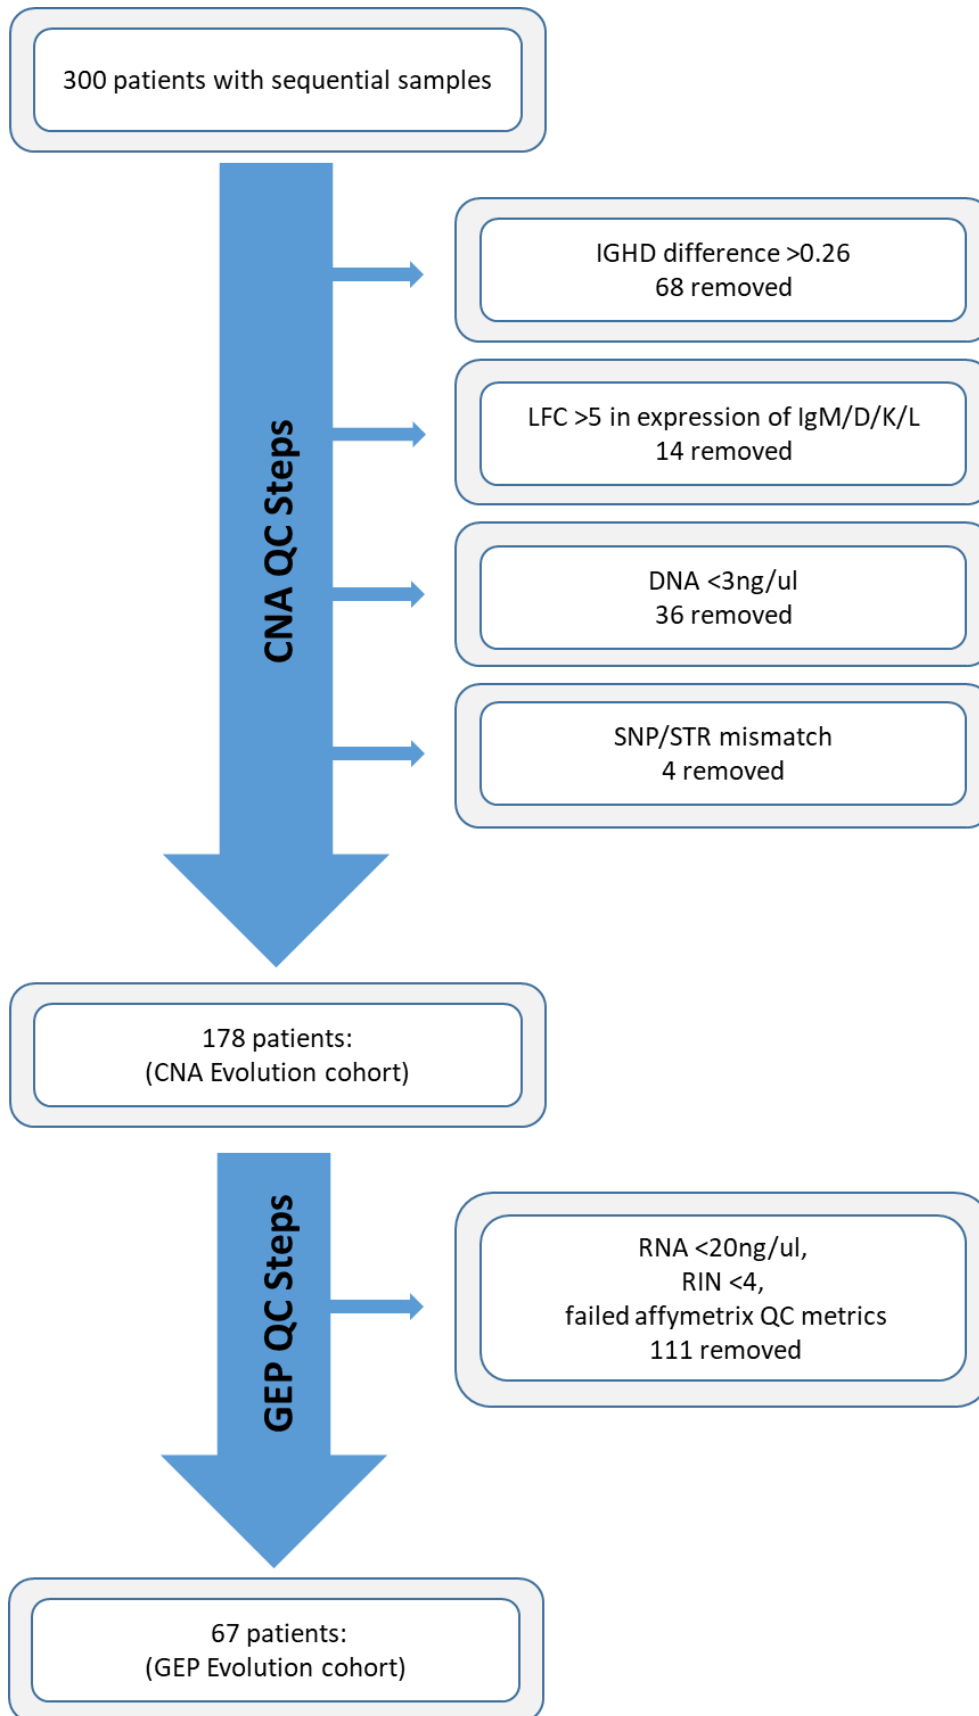 300 patients with sequential samples
CNA QC Steps
IGHD difference >0.26
68 removed
LFC >5 in expression of IgM/D/K/L
14 removed
DNA <3ng/ul
36 removed
SNP/STR mismatch
4 removed
178 patients:
(CNA Evolution cohort)
GEP QC Steps
RNA <20ng/ul,
RIN <4,
failed affymetrix QC metrics
111 removed
67 patients:
(GEP Evolution cohort)